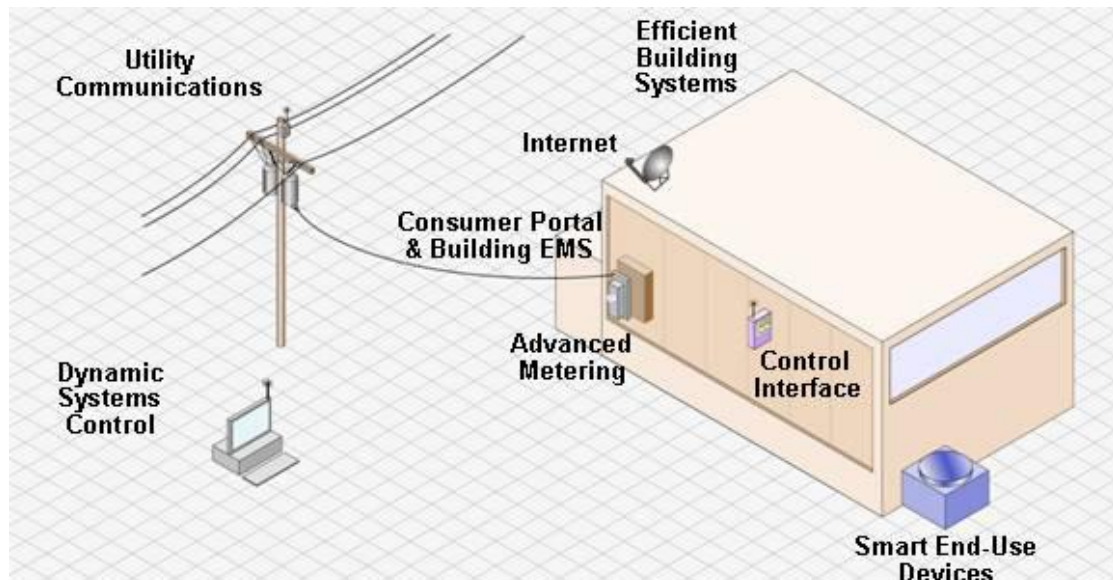 Utility
Communications
Efficient
Building
Systems
Internet
Consumer Portal
& Building EMS
Advanced
Metering
Control
Interface
Dynamic
Systems
Control
Smart End-Use
Devices